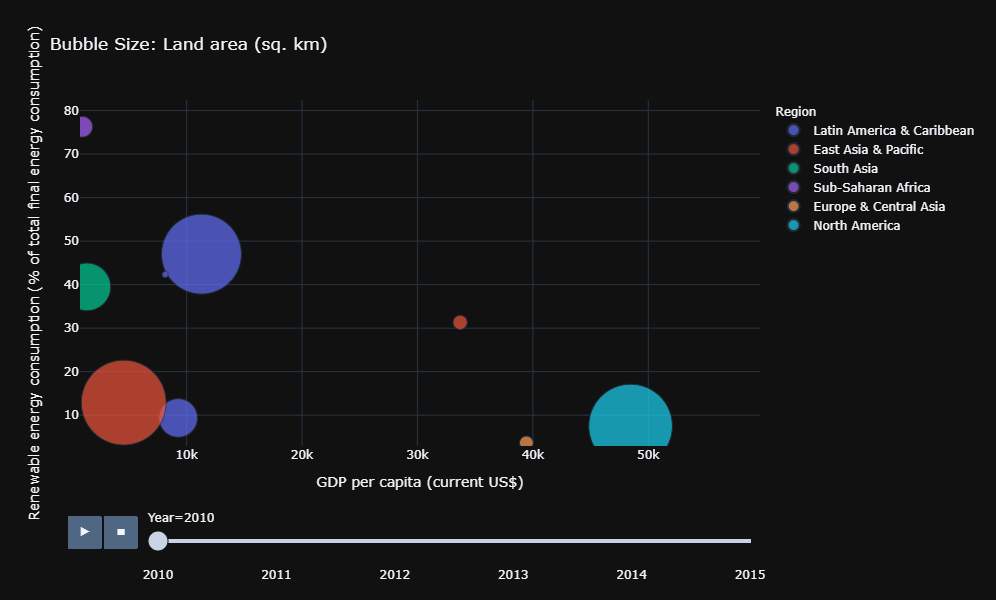 Bubble Size: Land area (sq. km)
Renewable energy consumption (% of total final energy consumption)
80
70
60
50
40
30
20
10
10k
20k
30k
40k
50k
GDP per capita (current US$)
Region
Latin America & Caribbean
East Asia & Pacific
South Asia
Sub-Saharan Africa
Europe & Central Asia
North America
Year=2010
2010
2011
2012
2013
2014
2015